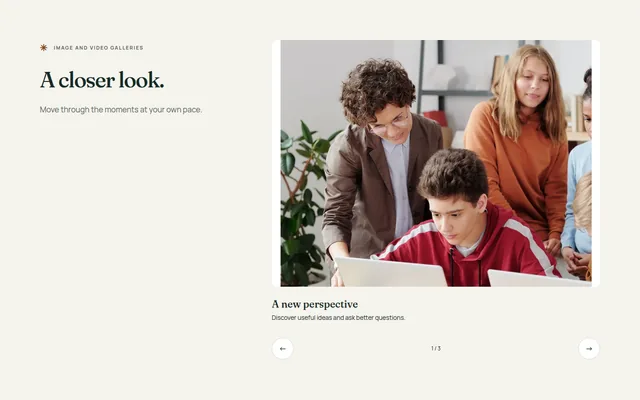 IMAGE AND VIDEO GALLERIES
A closer look.
Move through the moments at your own pace.
A new perspective
Discover useful ideas and ask better questions.
← 1 / 3 →